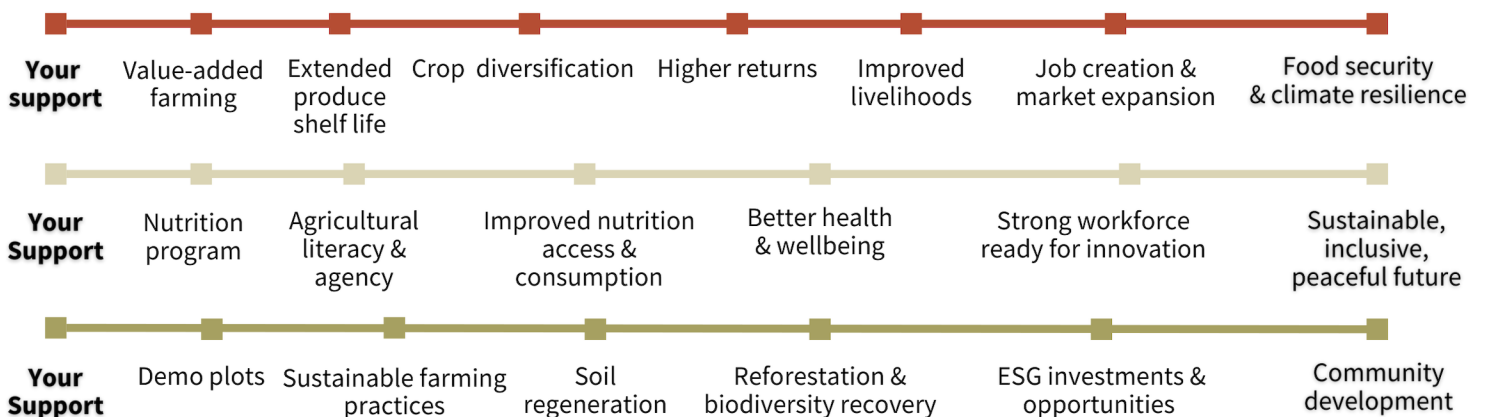 Your support
Value-added farming
Extended produce shelf life
Crop diversification
Higher returns
Improved livelihoods
Job creation & market expansion
Food security & climate resilience
Your Support
Nutrition program
Agricultural literacy & agency
Improved nutrition access & consumption
Better health & wellbeing
Strong workforce ready for innovation
Sustainable, inclusive, peaceful future
Your Support
Demo plots
Sustainable farming practices
Soil regeneration
Reforestation & biodiversity recovery
ESG investments & opportunities
Community development